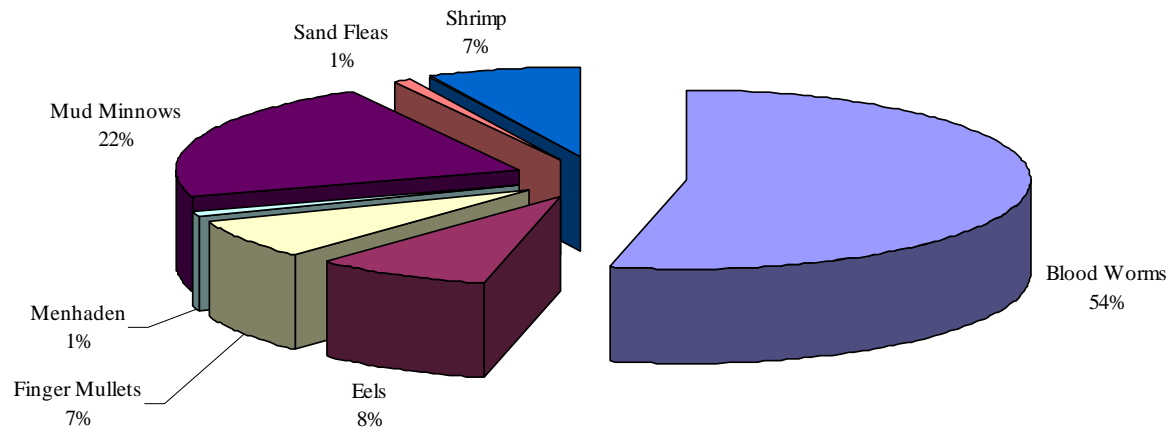 Shrimp
7%
Sand Fleas
1%
Mud Minnows
22%
Blood Worms
54%
Menhaden
1%
Finger Mullets
7%
Eels
8%